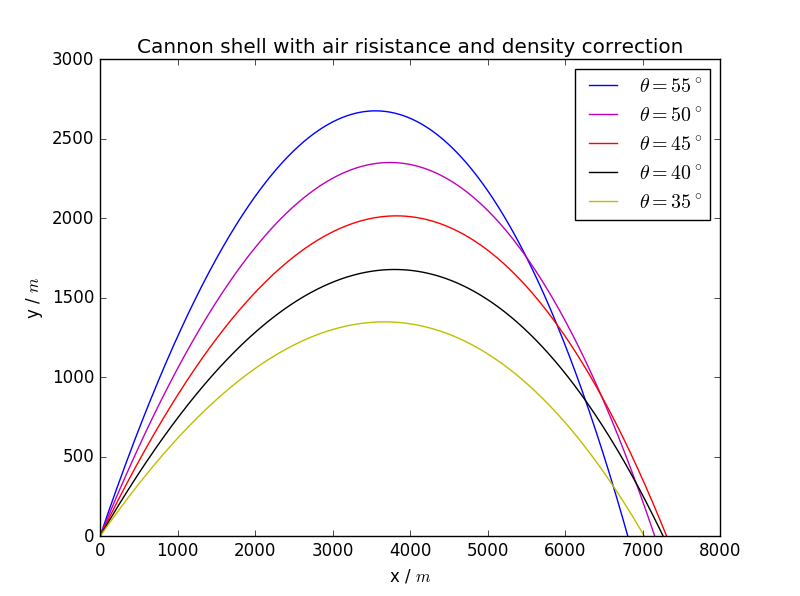 Cannon shell with air risistance and density correction
3000
2500
2000
1500
1000
500
0
y / m
θ = 55°
θ = 50°
θ = 45°
θ = 40°
θ = 35°
0 1000 2000 3000 4000 5000 6000 7000 8000
x / m